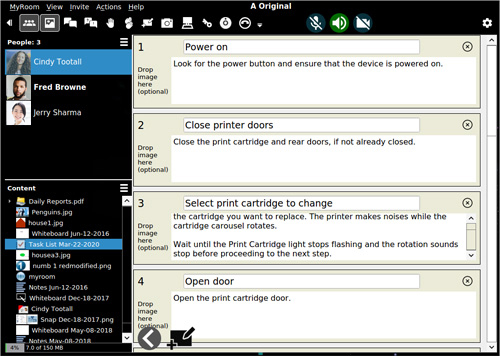 MyRoom View Invite Actions Help
A Original
People: 3
Cindy Tootall
Fred Browne
Jerry Sharma
Content
Daily Reports.pdf
Penguins.jpg
house1.jpg
Whiteboard Jun-12-2016
Task List Mar-22-2020
housea3.jpg
numb 1 redmodified.png
myroom
Notes Jun-12-2016
Whiteboard Dec-18-2017
Cindy Tootall
Snap Dec-18-2017.png
Whiteboard May-08-2018
Notes May-08-2018
4% 7.0 of 150 MB
1 Power on
Drop image here (optional)
Look for the power button and ensure that the device is powered on.
2 Close printer doors
Drop image here (optional)
Close the print cartridge and rear doors, if not already closed.
3 Select print cartridge to change
Drop image here (optional)
the cartridge you want to replace. The printer makes noises while the
cartridge carousel rotates.
Wait until the Print Cartridge light stops flashing and the rotation sounds
stop before proceeding to the next step.
4 Open door
Drop image here (optional)
Open the print cartridge door.